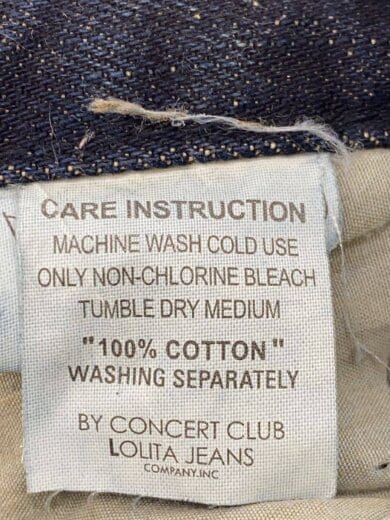 CARE INSTRUCTION
MACHINE WASH COLD USE
ONLY NON-CHLORINE BLEACH
TUMBLE DRY MEDIUM
"100% COTTON"
WASHING SEPARATELY
BY CONCERT CLUB
LOLITA JEANS
COMPANY.INC